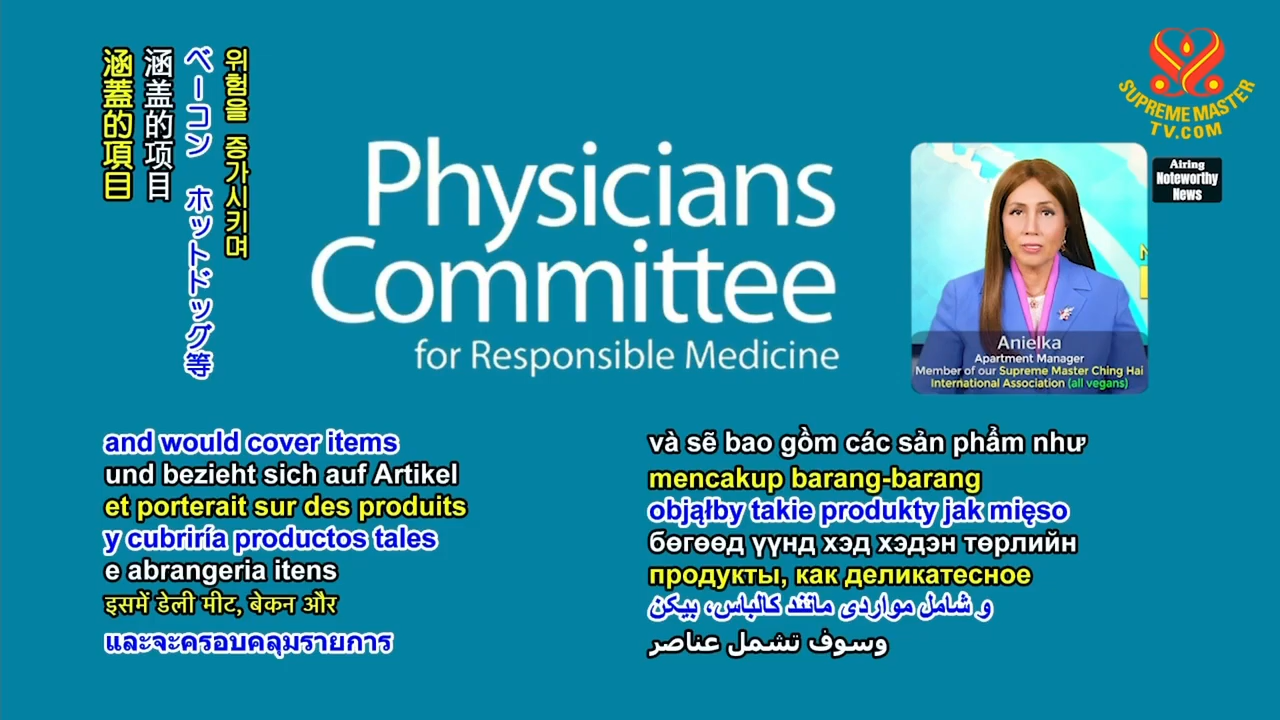 涵蓋的項目
涵盖的项目
ベーコン ホットドッグ等
위험을 증가시키며
SUPREME MASTER
TV.COM
Airing
Noteworthy
News
Physicians
Committee
for Responsible Medicine
Anielka
Apartment Manager
Member of our Supreme Master Ching Hai
International Association (all vegans)
and would cover items
und bezieht sich auf Artikel
et porterait sur des produits
y cubriría productos tales
e abrangeria itens
इसमें डेली मीट, बेकन और
และจะครอบคลุมรายการ
và sẽ bao gồm các sản phẩm như
mencakup barang-barang
objąłby takie produkty jak mięso
бөгөөд үүнд хэд хэдэн төрлийн
продукты, как деликатесное
و شامل مواردی مانند کالباس، بیکن
وسوف تشمل عناصر